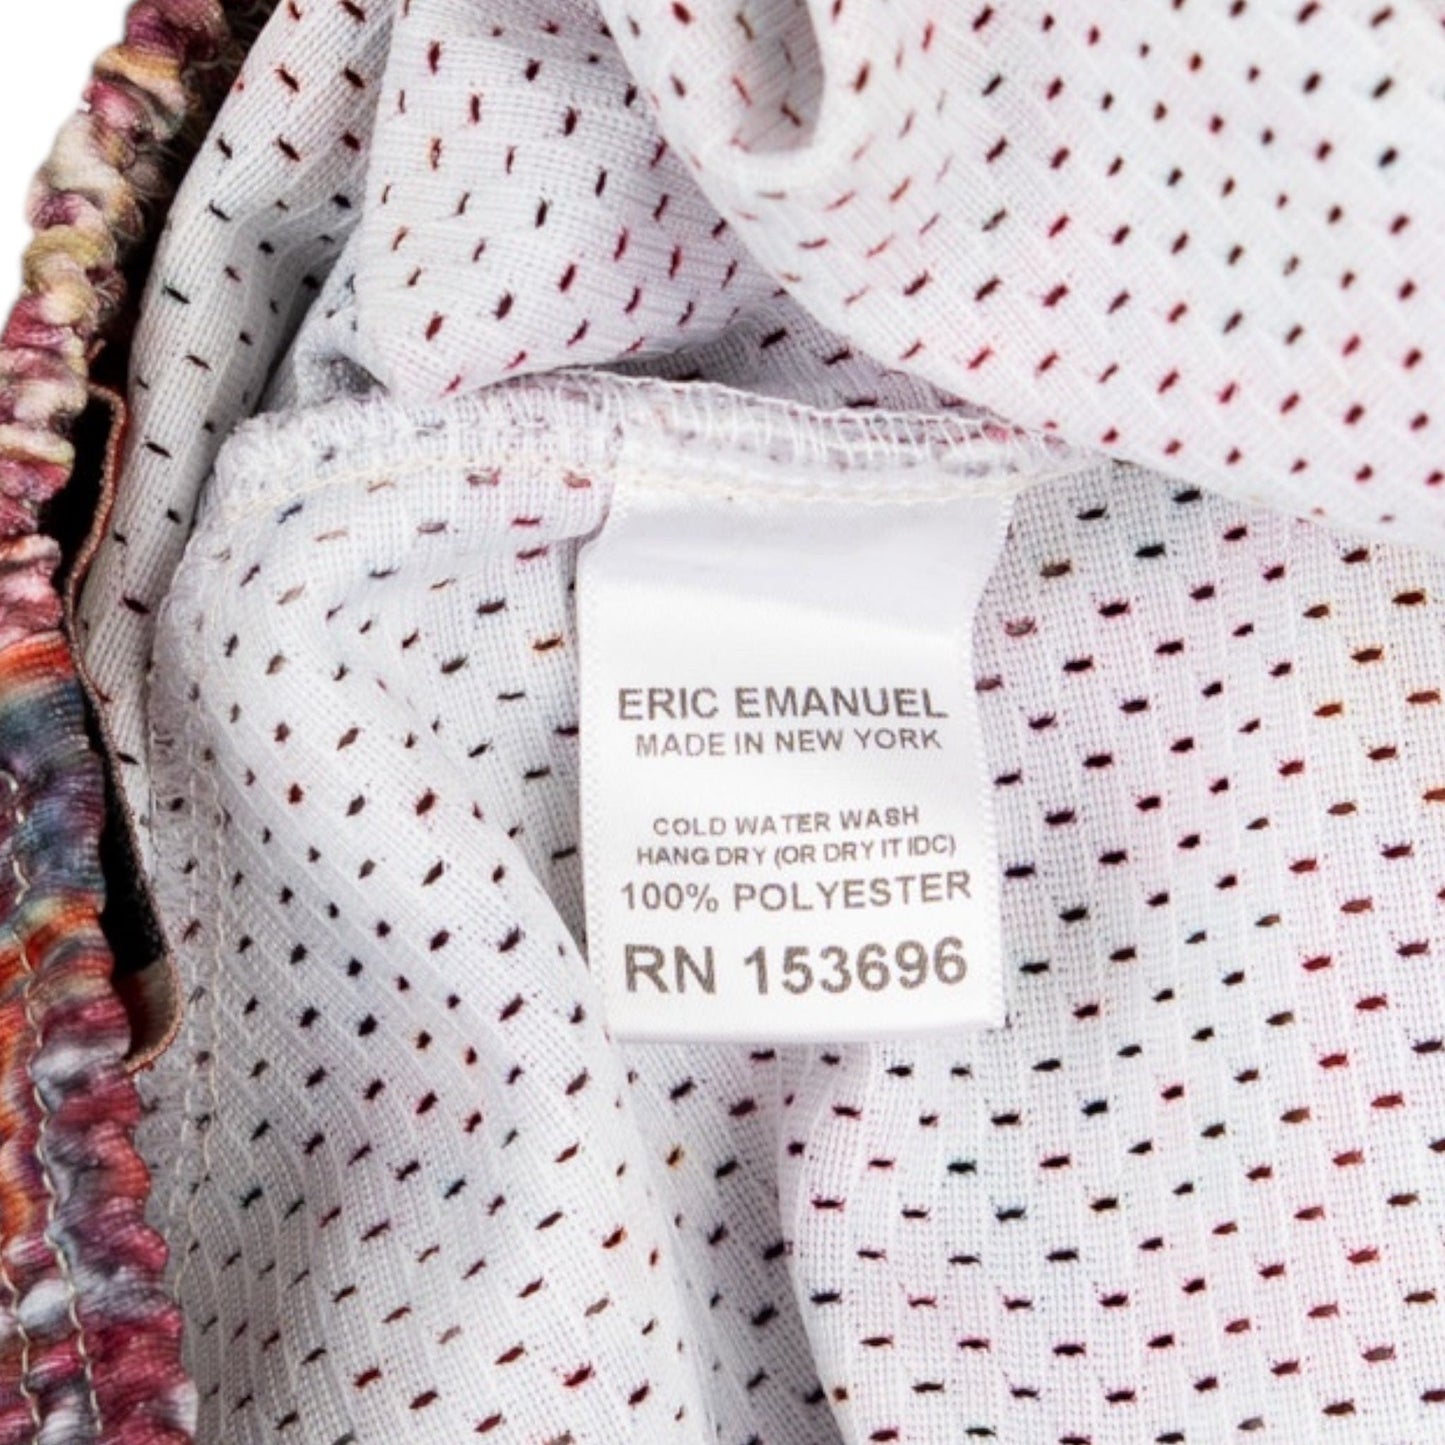 ERIC EMANUEL
MADE IN NEW YORK
COLD WATER WASH
HANG DRY (OR DRY IT IDC)
100% POLYESTER
RN 153696